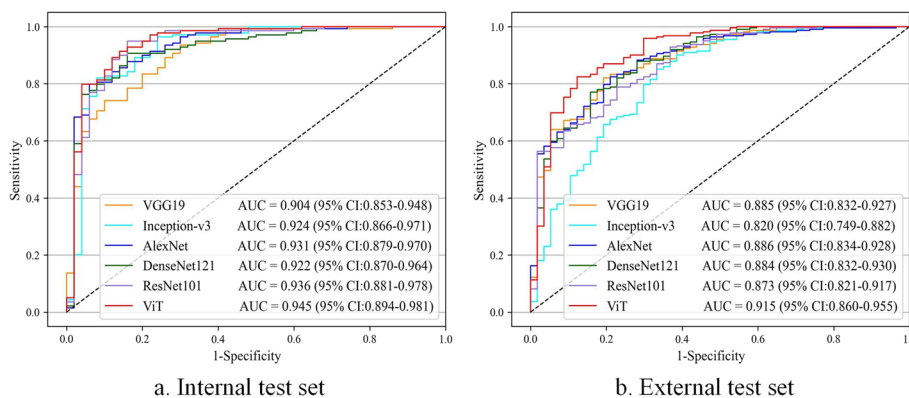 1.0
0.8
0.6
0.4
0.2
0.0
Sensitivity
VGG19 AUC = 0.904 (95% CI:0.853-0.948)
Inception-v3 AUC = 0.924 (95% CI:0.866-0.971)
AlexNet AUC = 0.931 (95% CI:0.879-0.970)
DenseNet121 AUC = 0.922 (95% CI:0.870-0.964)
ResNet101 AUC = 0.936 (95% CI:0.881-0.978)
ViT AUC = 0.945 (95% CI:0.894-0.981)
0.0 0.2 0.4 0.6 0.8 1.0
1-Specificity
a. Internal test set
1.0
0.8
0.6
0.4
0.2
0.0
Sensitivity
VGG19 AUC = 0.885 (95% CI:0.832-0.927)
Inception-v3 AUC = 0.820 (95% CI:0.749-0.882)
AlexNet AUC = 0.886 (95% CI:0.834-0.928)
DenseNet121 AUC = 0.884 (95% CI:0.832-0.930)
ResNet101 AUC = 0.873 (95% CI:0.821-0.917)
ViT AUC = 0.915 (95% CI:0.860-0.955)
0.0 0.2 0.4 0.6 0.8 1.0
1-Specificity
b. External test set